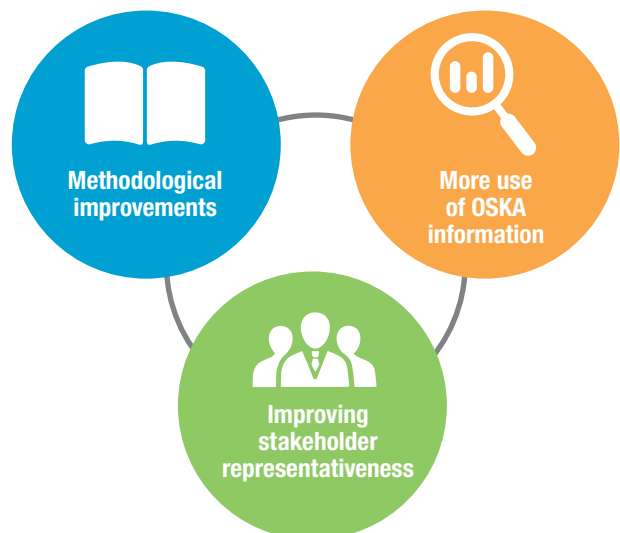 Methodological
improvements
More use
of OSKA
information
Improving
stakeholder
representativeness